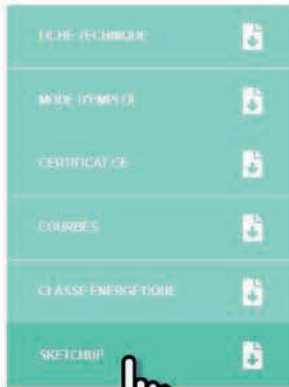 FICHE TECHNIQUE
MODE D'EMPLOI
CERTIFICAT CE
COURBES
CLASSE ENERGETIQUE
SKETCHUP